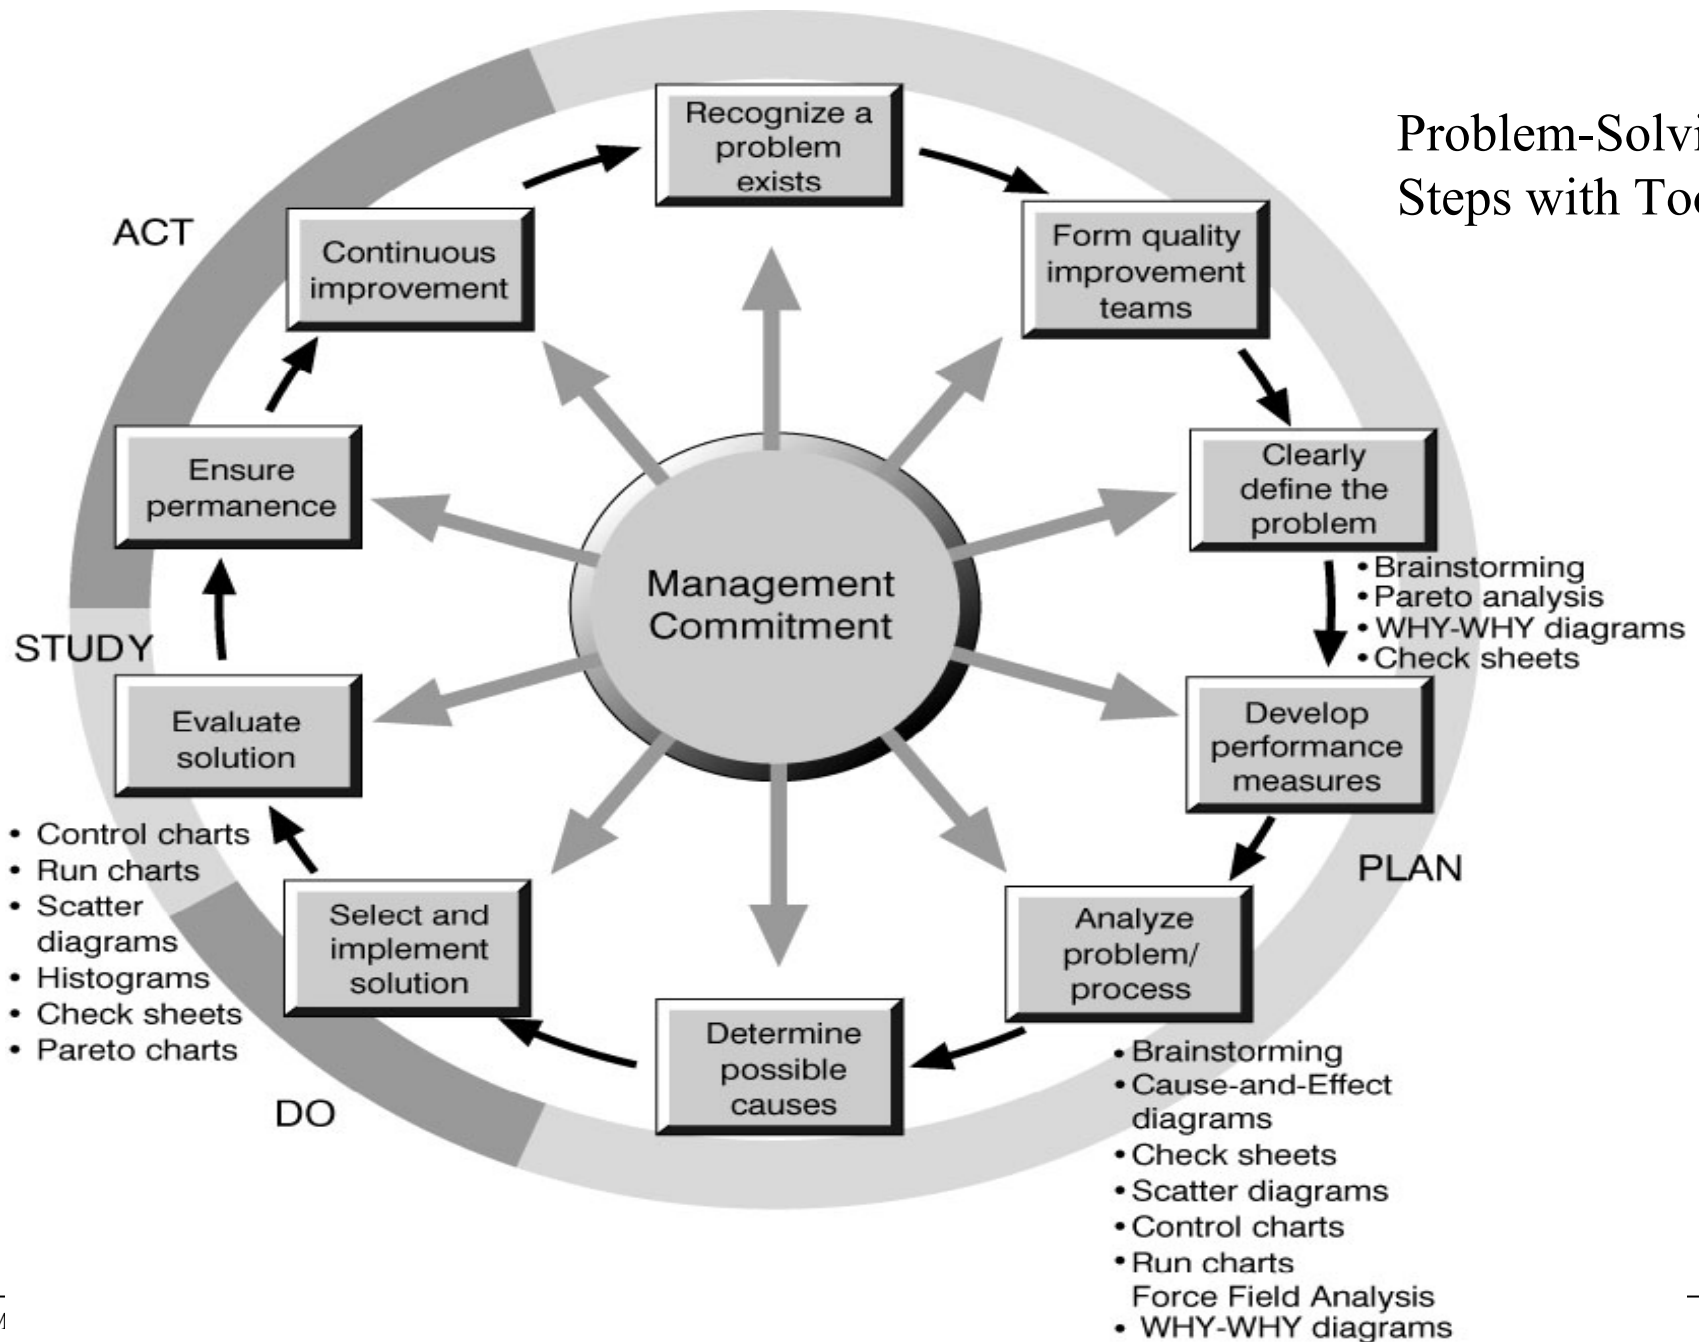 Problem-Solvi
Steps with Too
Recognize a
problem
exists
Form quality
improvement
teams
Clearly
define the
problem
• Brainstorming
• Pareto analysis
• WHY-WHY diagrams
• Check sheets
Develop
performance
measures
PLAN
Analyze
problem/
process
• Brainstorming
• Cause-and-Effect
diagrams
• Check sheets
• Scatter diagrams
• Control charts
• Run charts
Force Field Analysis
• WHY-WHY diagrams
Determine
possible
causes
DO
Select and
implement
solution
STUDY
Evaluate
solution
• Control charts
• Run charts
• Scatter
diagrams
• Histograms
• Check sheets
• Pareto charts
Ensure
permanence
ACT
Continuous
improvement
Management
Commitment